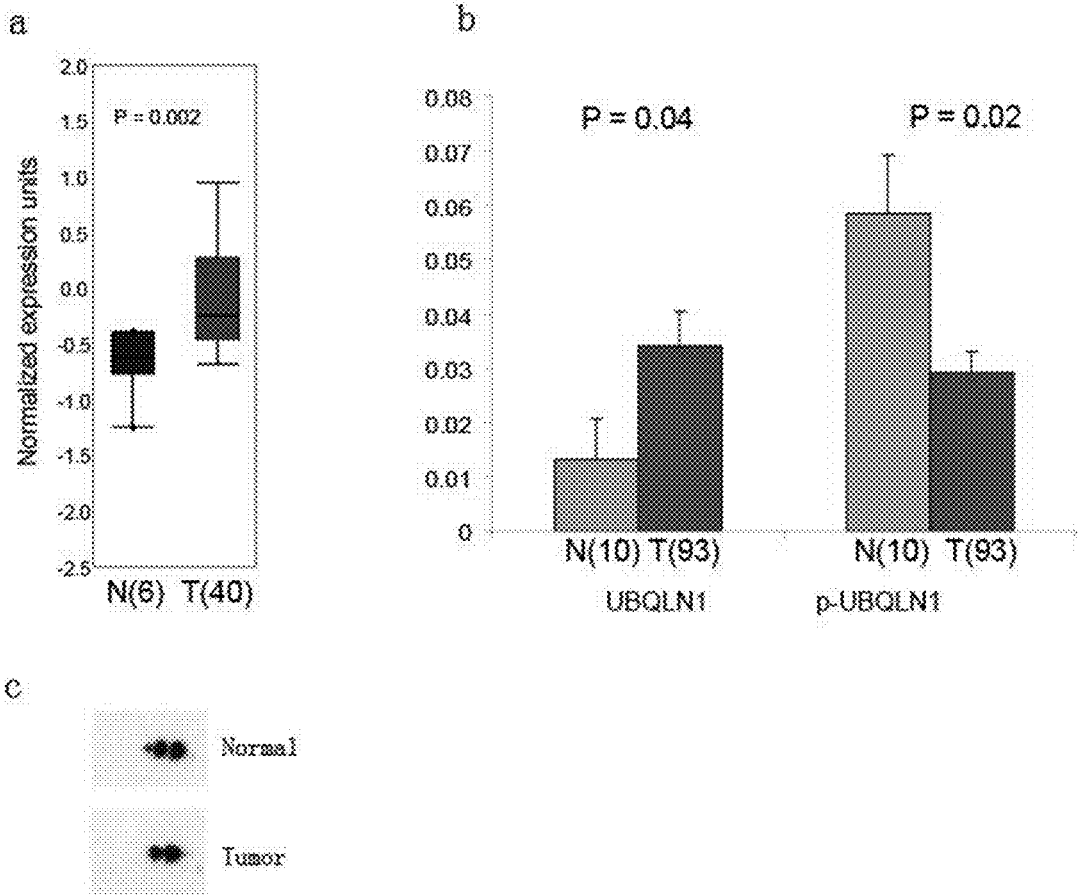 a
b
2.0
1.5
1.0
0.5
0.0
-0.5
-1.0
-1.5
-2.0
-2.5
Normalized expression units
P = 0.002
N(6) T(40)
0.08
0.07
0.06
0.05
0.04
0.03
0.02
0.01
0
P = 0.04
P = 0.02
N(10) T(93)
N(10) T(93)
UBQLN1
p-UBQLN1
c
Normal
Tumor